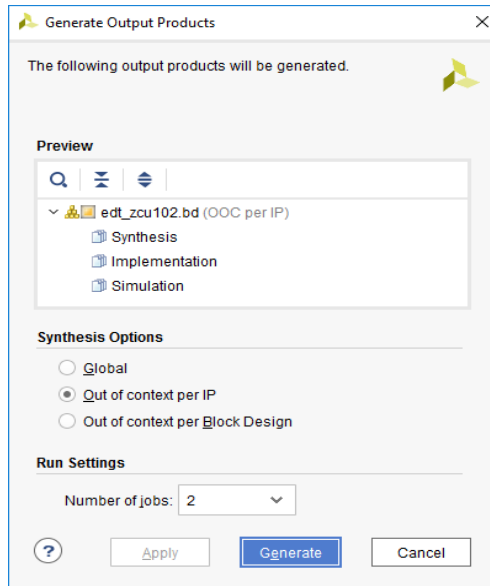 Generate Output Products
The following output products will be generated.
Preview
edt_zcu102.bd (OOC per IP)
Synthesis
Implementation
Simulation
Synthesis Options
Global
Out of context per IP
Out of context per Block Design
Run Settings
Number of jobs: 2
? Apply Generate Cancel